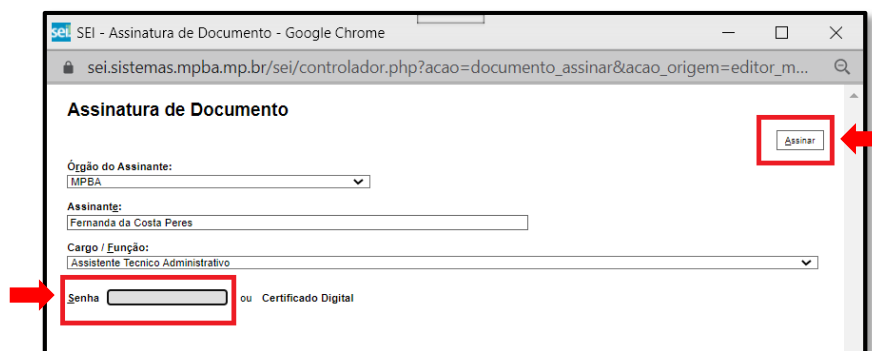 sei SEI - Assinatura de Documento - Google Chrome
sei.sistemas.mpba.mp.br/sei/controlador.php?acao=documento_assinar&acao_origem=editor_m...
Assinatura de Documento
Assinar
Órgão do Assinante:
MPBA
Assinante:
Fernanda da Costa Peres
Cargo / Função:
Assistente Tecnico Administrativo
Senha ou Certificado Digital